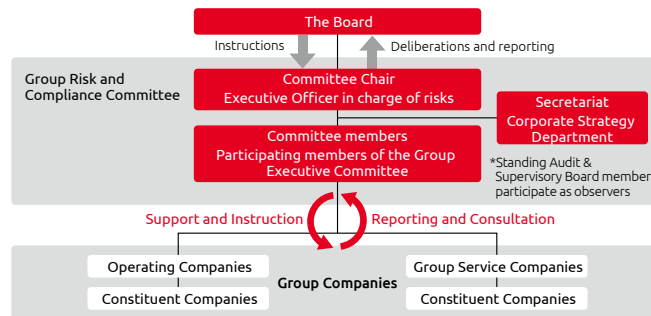 The Board
Instructions
Deliberations and reporting
Group Risk and
Compliance Committee
Committee Chair
Executive Officer in charge of risks
Secretariat
Corporate Strategy
Department
Committee members
Participating members of the Group
Executive Committee
*Standing Audit &
Supervisory Board member
participate as observers
Support and Instruction
Reporting and Consultation
Operating Companies
Group Service Companies
Group Companies
Constituent Companies
Constituent Companies